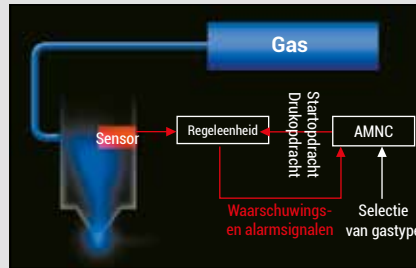 Gas
Sensor
Regeleenheid
Startopdracht
Drukopdracht
AMNC
Waarschuwings-
en alarmsignalen
Selectie
van gastype